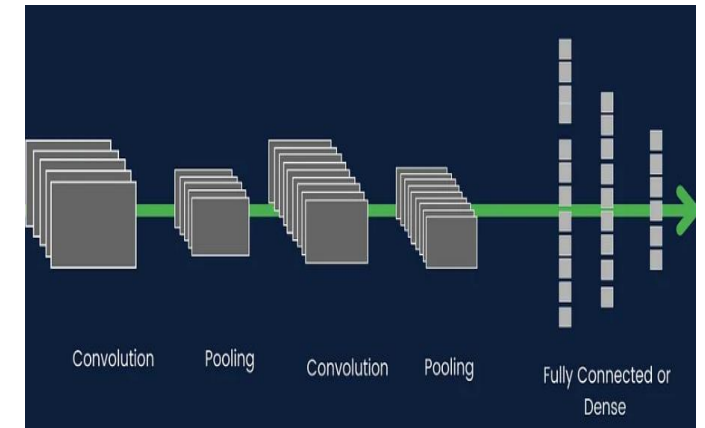 Convolution
Pooling
Convolution
Pooling
Fully Connected or
Dense